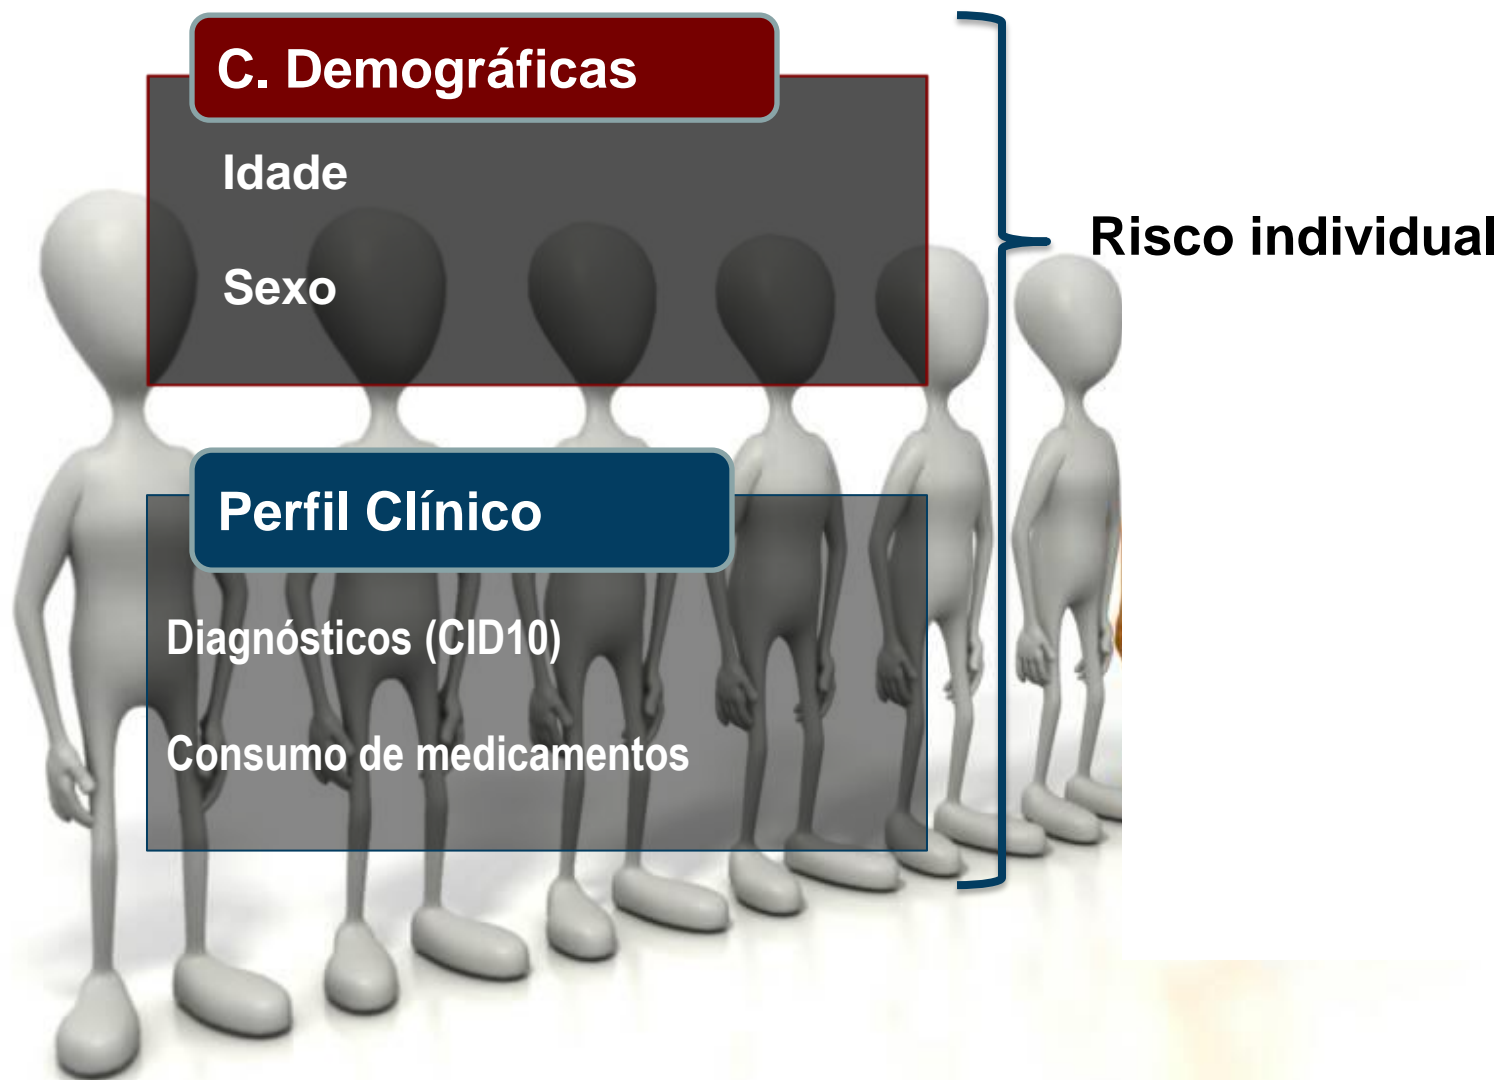 C. Demográficas
Idade
Sexo
Risco individual
Perfil Clínico
Diagnósticos (CID10)
Consumo de medicamentos